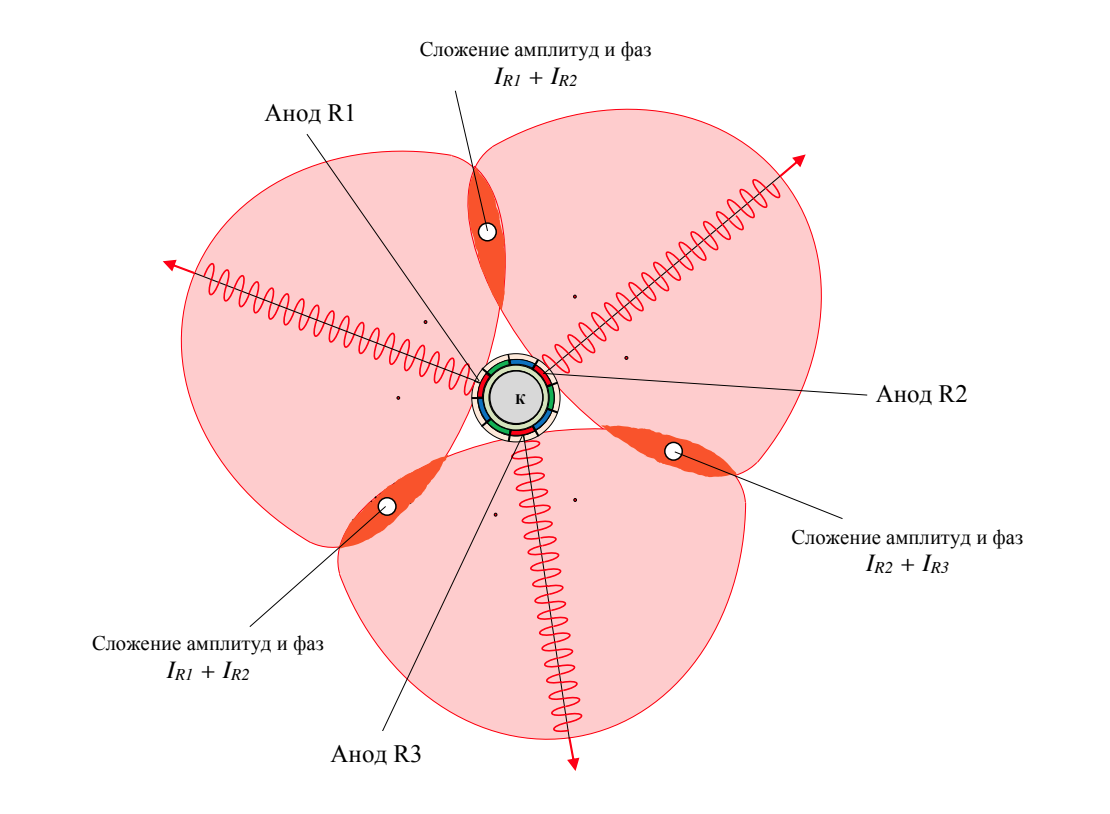 Сложение амплитуд и фаз
IR1 + IR2
Анод R1
Анод R2
к
Сложение амплитуд и фаз
IR2 + IR3
Сложение амплитуд и фаз
IR1 + IR2
Анод R3